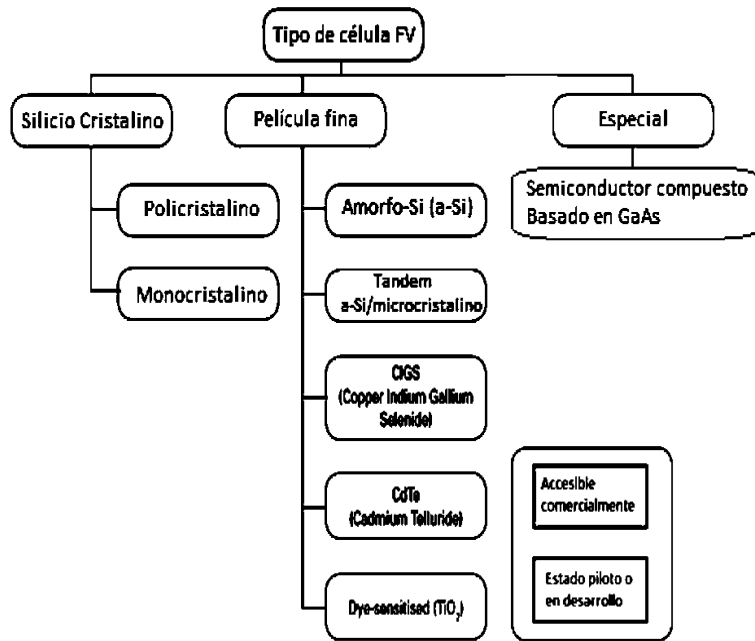 Tipo de célula FV
Silicio Cristalino
Película fina
Especial
Policristalino
Monocristalino
Amorfo-Si (a-Si)
Tandem
a-Si/microcristalino
CIGS
(Copper Indium Gallium
Selenide)
CdTe
(Cadmium Telluride)
Dye-sensitised (TiO₂)
Semiconductor compuesto
Basado en GaAs
Accesible
comercialmente
Estado piloto o
en desarrollo